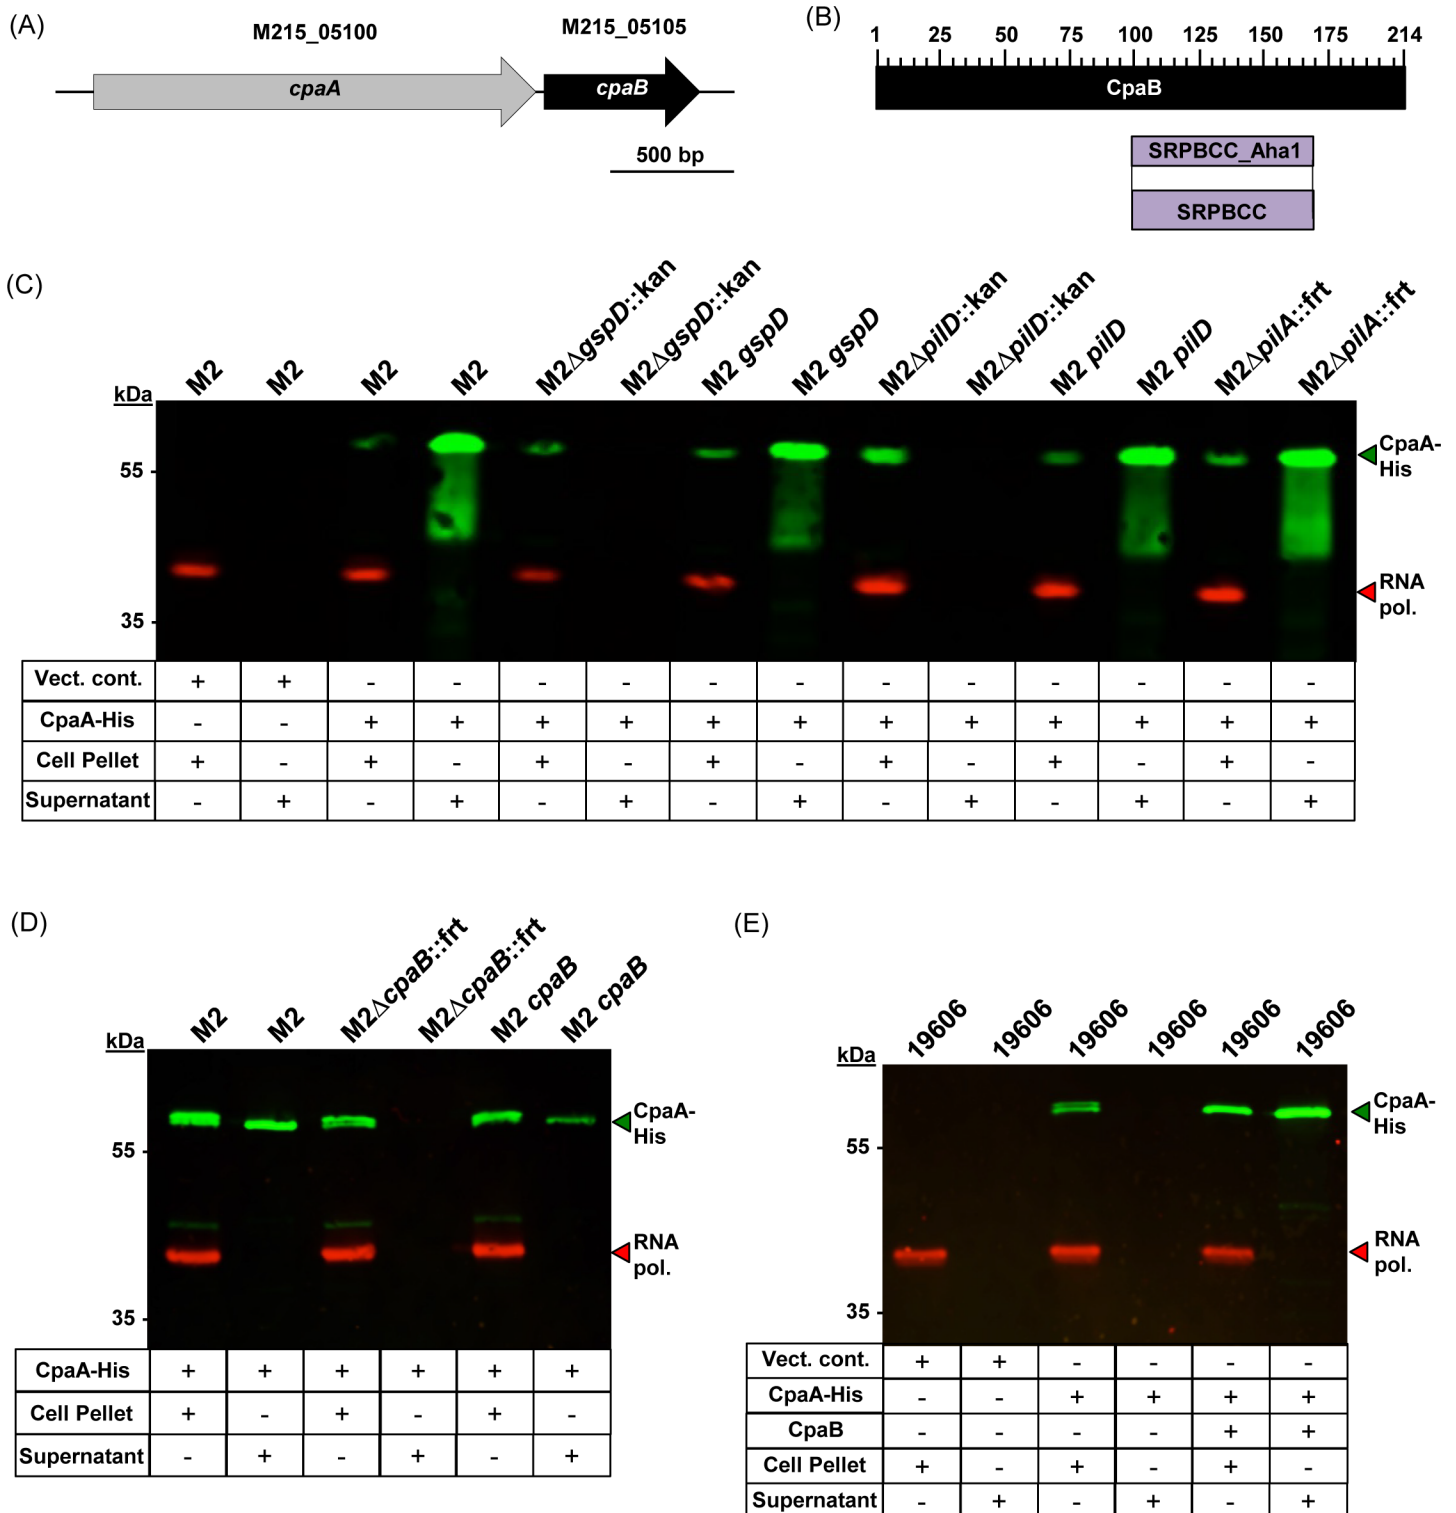 (A)
M215_05100
M215_05105
cpaA
cpaB
500 bp
(B)
1 25 50 75 100 125 150 175 214
CpaB
SRPBCC_Aha1
SRPBCC
(C)
M2 M2 M2 M2 M2ΔgspD::kan M2ΔgspD::kan M2 gspD M2 gspD M2ΔpilD::kan M2ΔpilD::kan M2 pilD M2 pilD M2ΔpilA::frt M2ΔpilA::frt
kDa
55
35
CpaA-
His
RNA
pol.
Vect. cont. + + - - - - - - - - - - - -
CpaA-His - - + + + + + + + + + + + +
Cell Pellet + - + - + - + - + - + - + -
Supernatant - + - + - + - + - + - + - +
(D)
M2 M2 M2ΔcpaB::frt M2ΔcpaB::frt M2 cpaB M2 cpaB
kDa
55
35
CpaA-
His
RNA
pol.
CpaA-His + + + + + +
Cell Pellet + - + - + -
Supernatant - + - + - +
(E)
19606 19606 19606 19606 19606 19606
kDa
55
35
CpaA-
His
RNA
pol.
Vect. cont. + + - - - -
CpaA-His - - + + + +
CpaB - - - - + +
Cell Pellet + - + - + -
Supernatant - + - + - +